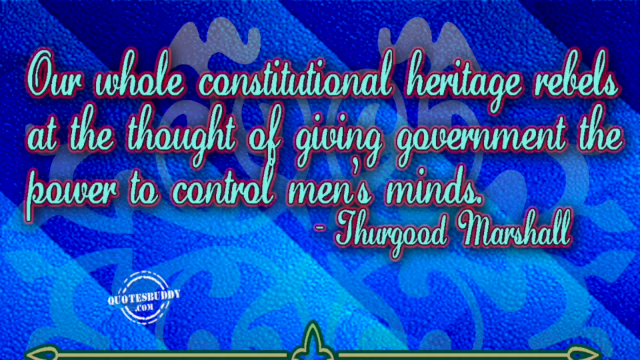 Our whole constitutional heritage rebels
at the thought of giving government the
power to control men's minds.
- Thurgood Marshall
QUOTESBUDDY
.COM